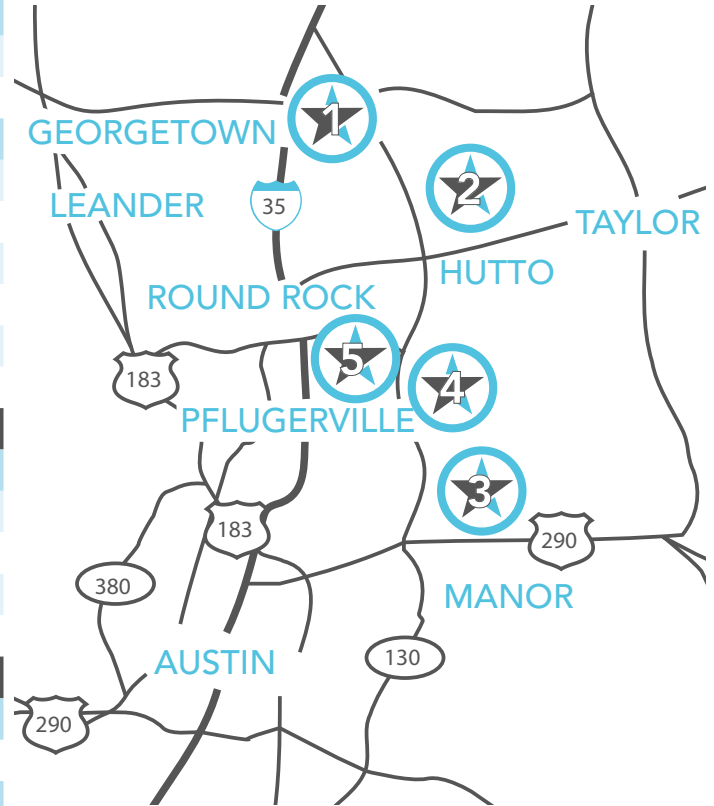 1
GEORGETOWN
2
LEANDER
35
TAYLOR
HUTTO
ROUND ROCK
5
183
4
PFLUGERVILLE
3
183
290
380
MANOR
130
AUSTIN
290